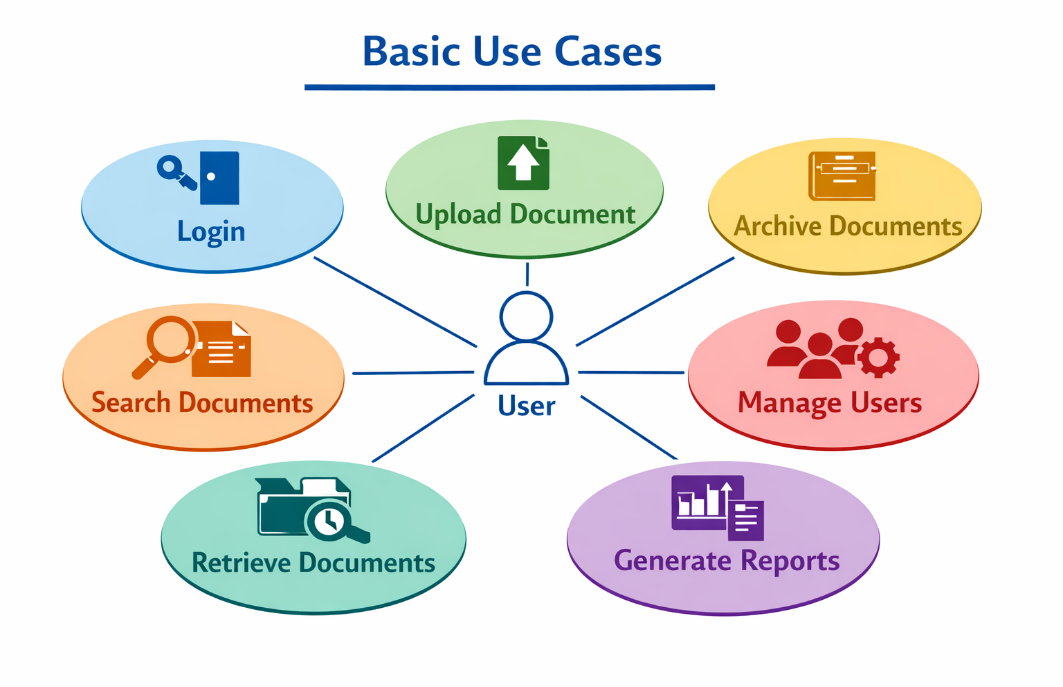 Basic Use Cases
Login
Upload Document
Archive Documents
Search Documents
User
Manage Users
Retrieve Documents
Generate Reports